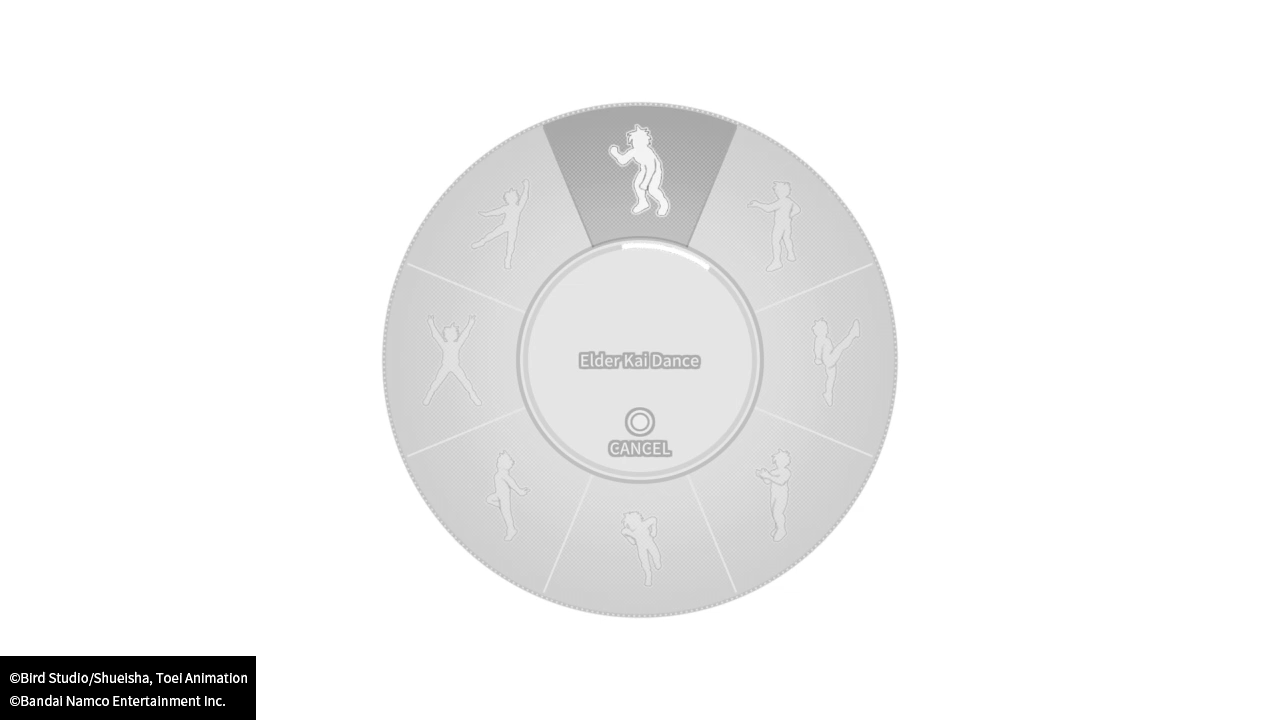 Elder Kai Dance
CANCEL
©Bird Studio/Shueisha, Toei Animation
©Bandai Namco Entertainment Inc.